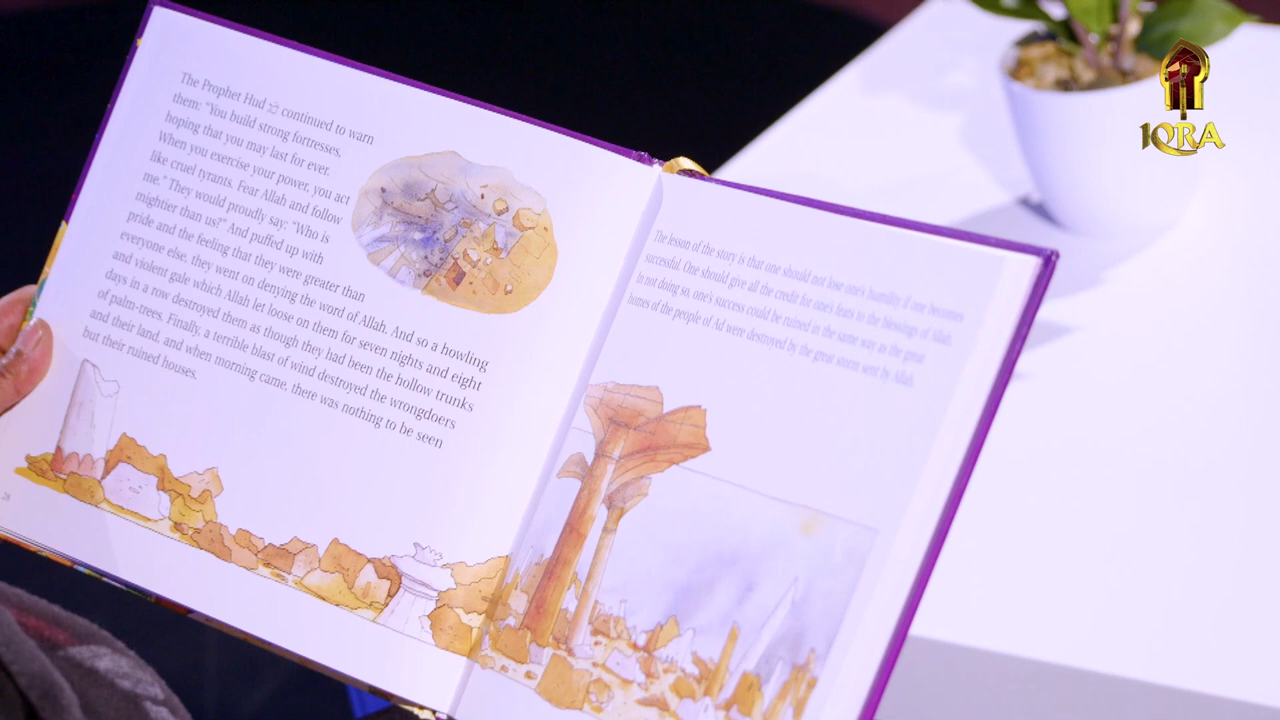 The Prophet Hud continued to warn
them: "You build strong fortresses,
hoping that you may last for ever.
When you exercise your power, you act
like cruel tyrants. Fear Allah and follow
me." They would proudly say: "Who is
mightier than us?" And puffed up with
pride and the feeling that they were greater than
everyone else, they went on denying the word of Allah. And so a howling
and violent gale which Allah let loose on them for seven nights and eight
days in a row destroyed them as though they had been the hollow trunks
of palm-trees. Finally, a terrible blast of wind destroyed the wrongdoers
and their land, and when morning came, there was nothing to be seen
but their ruined houses.
28
The lesson of the story is that one should not lose one's humility if one becomes
successful. One should give all the credit for one's feats to the blessings of Allah.
In not doing so, one's success could be ruined in the same way as the great
homes of the people of Ad were destroyed by the great storm sent by Allah.
IQRA